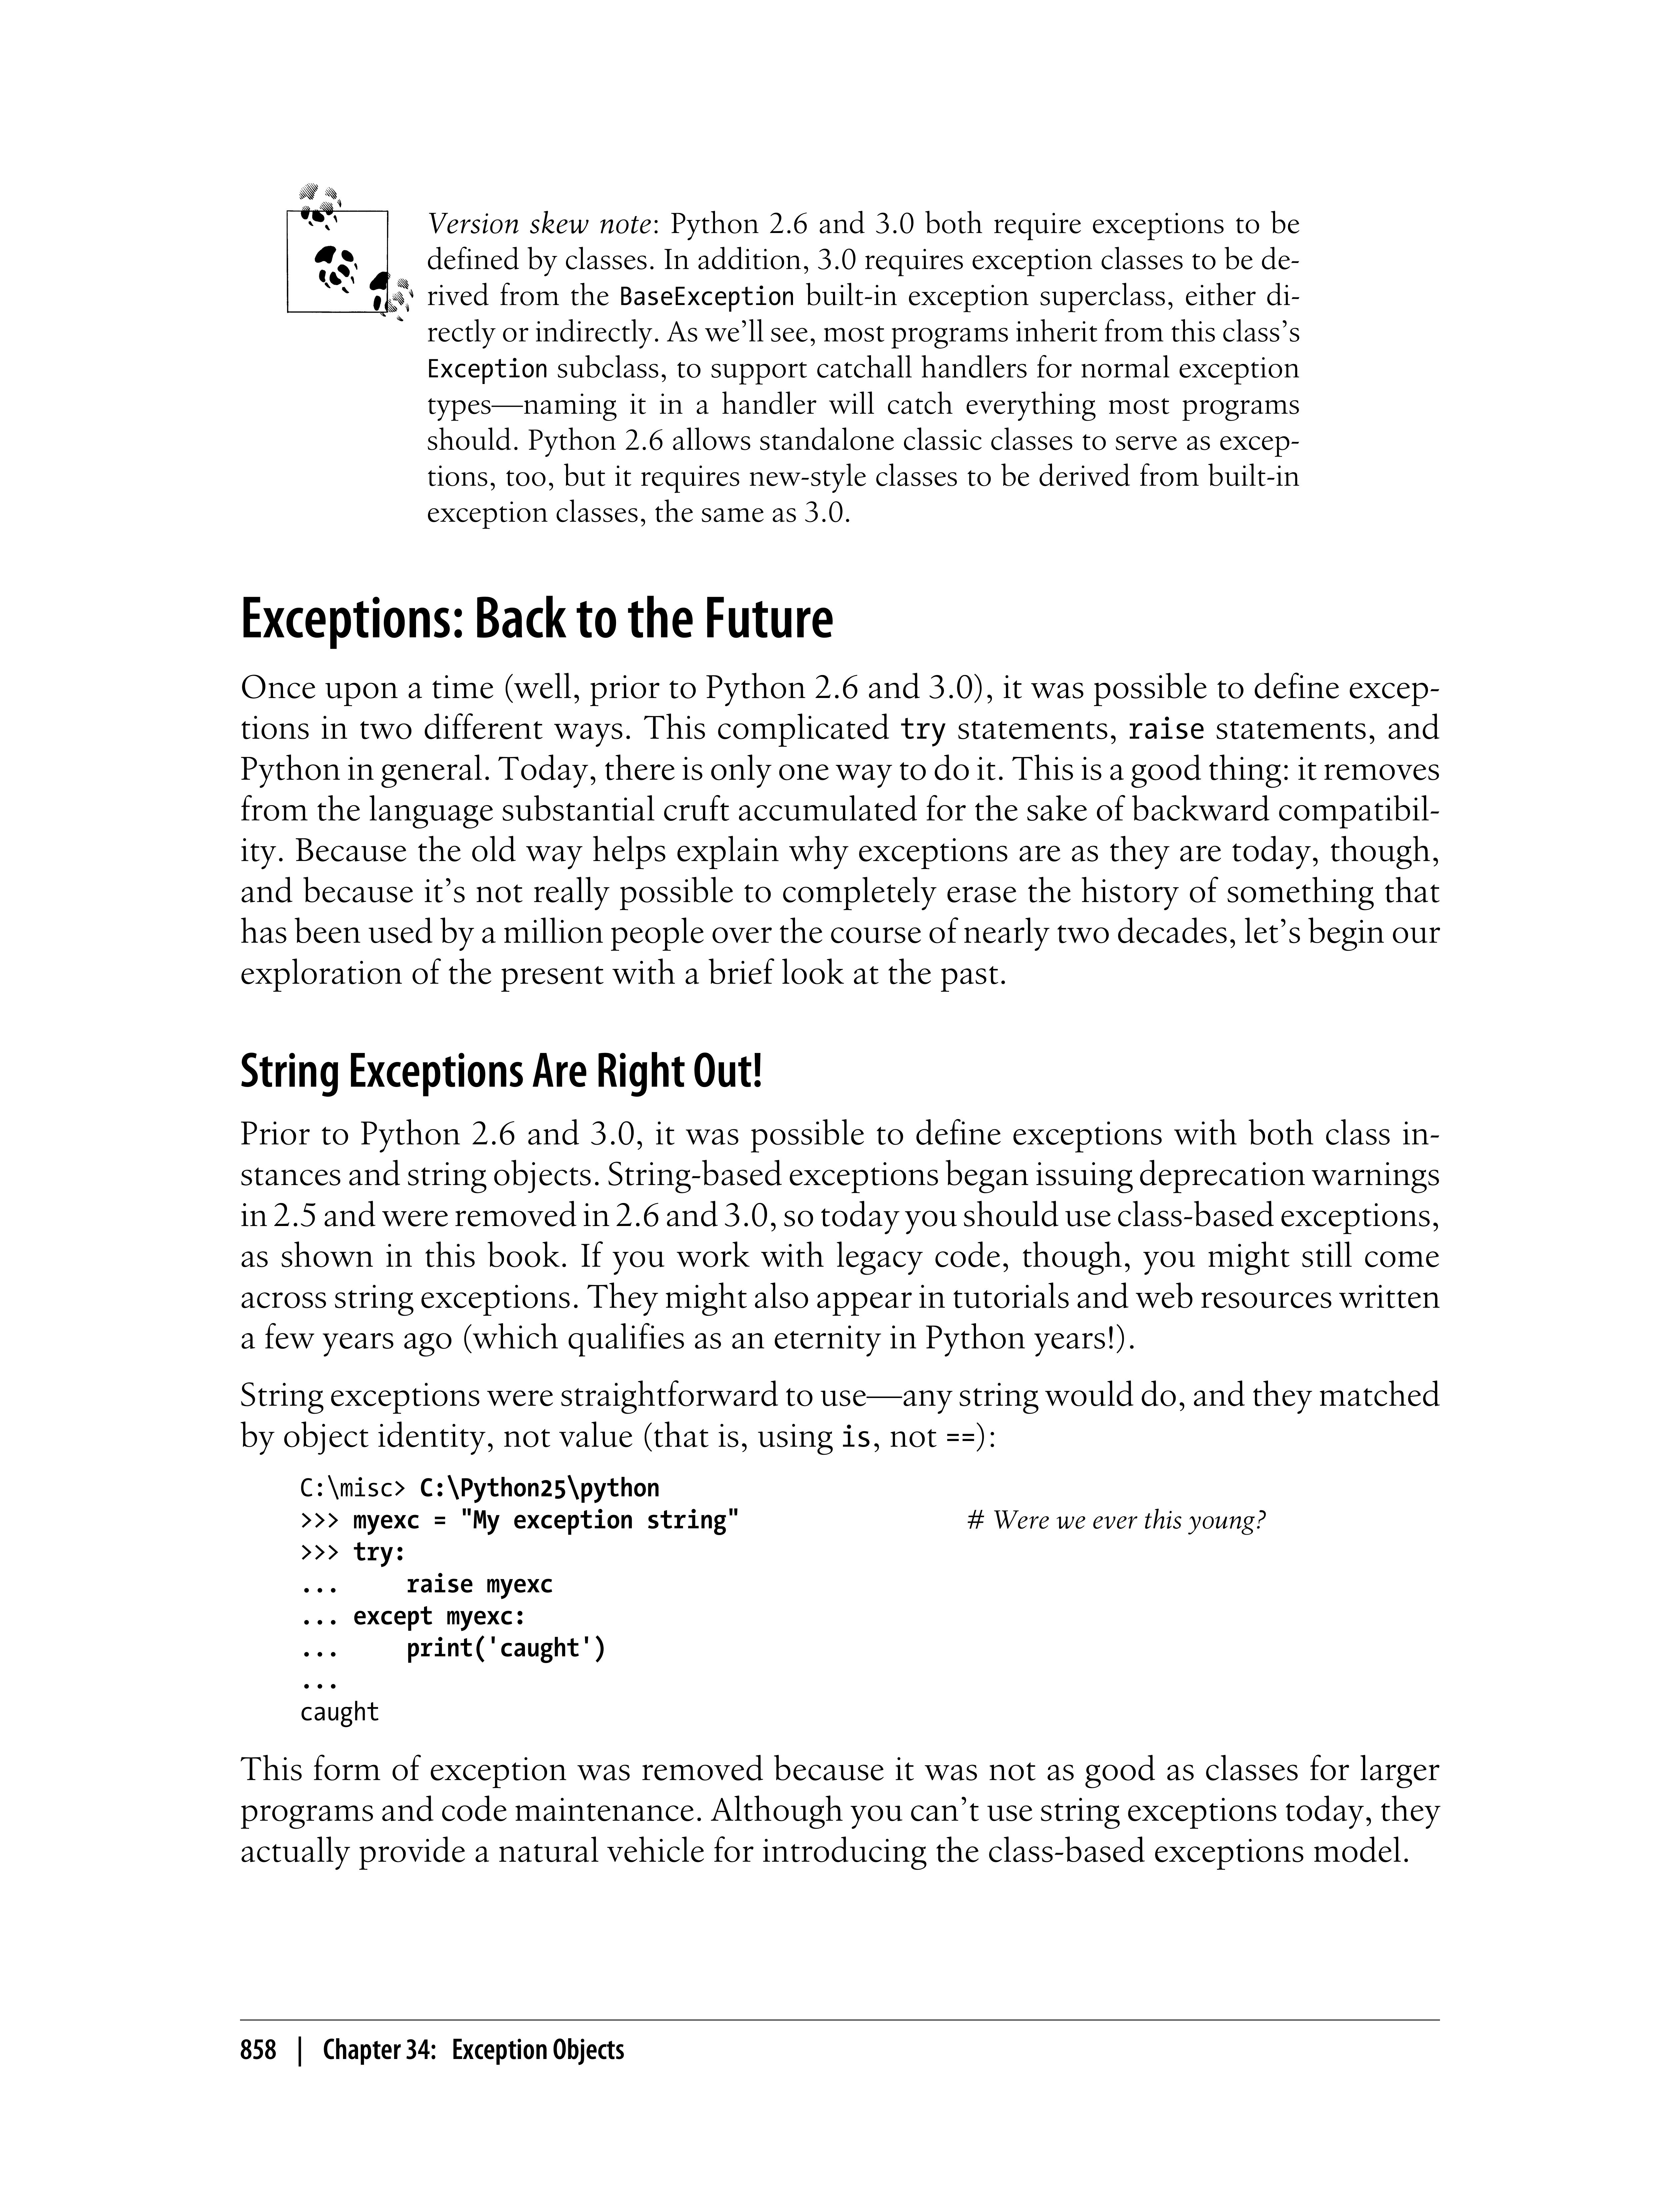 Version skew note: Python 2.6 and 3.0 both require exceptions to be
defined by classes. In addition, 3.0 requires exception classes to be de-
rived from the BaseException built-in exception superclass, either di-
rectly or indirectly. As we’ll see, most programs inherit from this class’s
Exception subclass, to support catchall handlers for normal exception
types—naming it in a handler will catch everything most programs
should. Python 2.6 allows standalone classic classes to serve as excep-
tions, too, but it requires new-style classes to be derived from built-in
exception classes, the same as 3.0.
Exceptions: Back to the Future
Once upon a time (well, prior to Python 2.6 and 3.0), it was possible to define excep-
tions in two different ways. This complicated try statements, raise statements, and
Python in general. Today, there is only one way to do it. This is a good thing: it removes
from the language substantial cruft accumulated for the sake of backward compatibil-
ity. Because the old way helps explain why exceptions are as they are today, though,
and because it’s not really possible to completely erase the history of something that
has been used by a million people over the course of nearly two decades, let’s begin our
exploration of the present with a brief look at the past.
String Exceptions Are Right Out!
Prior to Python 2.6 and 3.0, it was possible to define exceptions with both class in-
stances and string objects. String-based exceptions began issuing deprecation warnings
in 2.5 and were removed in 2.6 and 3.0, so today you should use class-based exceptions,
as shown in this book. If you work with legacy code, though, you might still come
across string exceptions. They might also appear in tutorials and web resources written
a few years ago (which qualifies as an eternity in Python years!).
String exceptions were straightforward to use—any string would do, and they matched
by object identity, not value (that is, using is, not ==):
C:\misc> C:\Python25\python
>>> myexc = "My exception string" # Were we ever this young?
>>> try:
...     raise myexc
... except myexc:
...     print('caught')
...
caught
This form of exception was removed because it was not as good as classes for larger
programs and code maintenance. Although you can’t use string exceptions today, they
actually provide a natural vehicle for introducing the class-based exceptions model.
858 | Chapter 34: Exception Objects